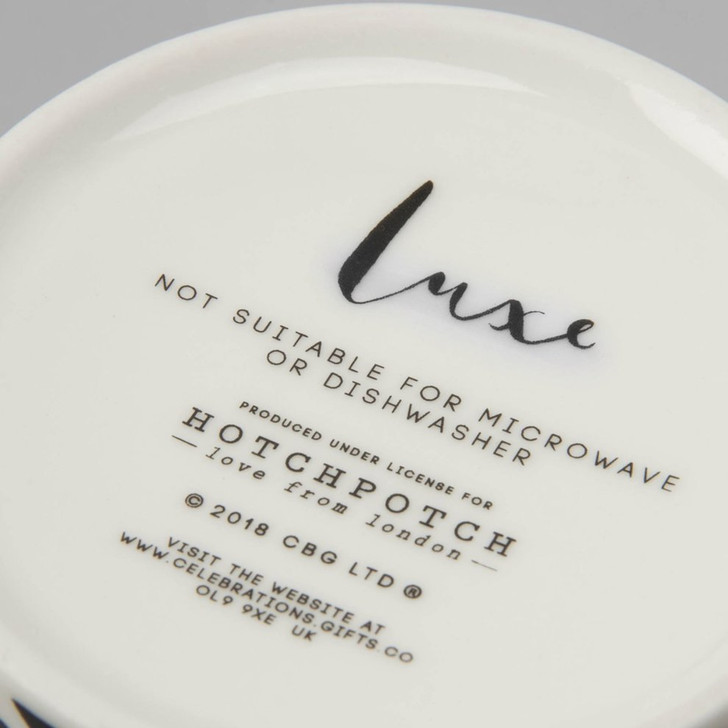 luxe
NOT SUITABLE FOR MICROWAVE
OR DISHWASHER
PRODUCED UNDER LICENSE FOR
HOTCHPOTCH
— love from london —
© 2018 CBG LTD ®
VISIT THE WEBSITE AT
WWW.CELEBRATIONS.GIFTS.CO
OL9 9XE UK